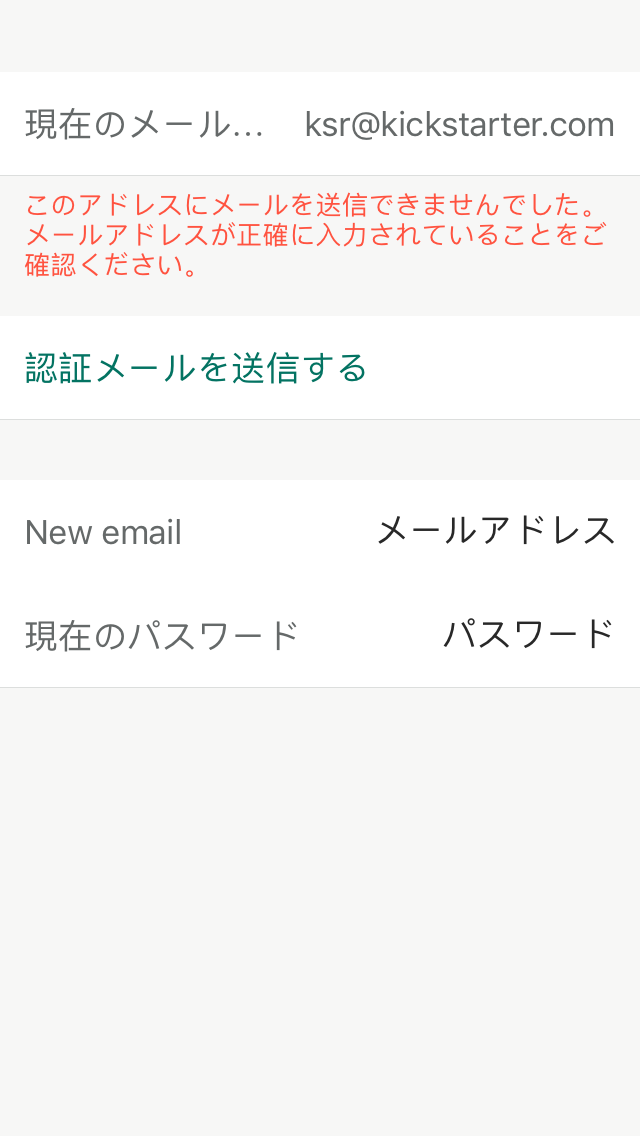 現在のメール… ksr@kickstarter.com
このアドレスにメールを送信できませんでした。
メールアドレスが正確に入力されていることをご
確認ください。
認証メールを送信する
New email メールアドレス
現在のパスワード パスワード